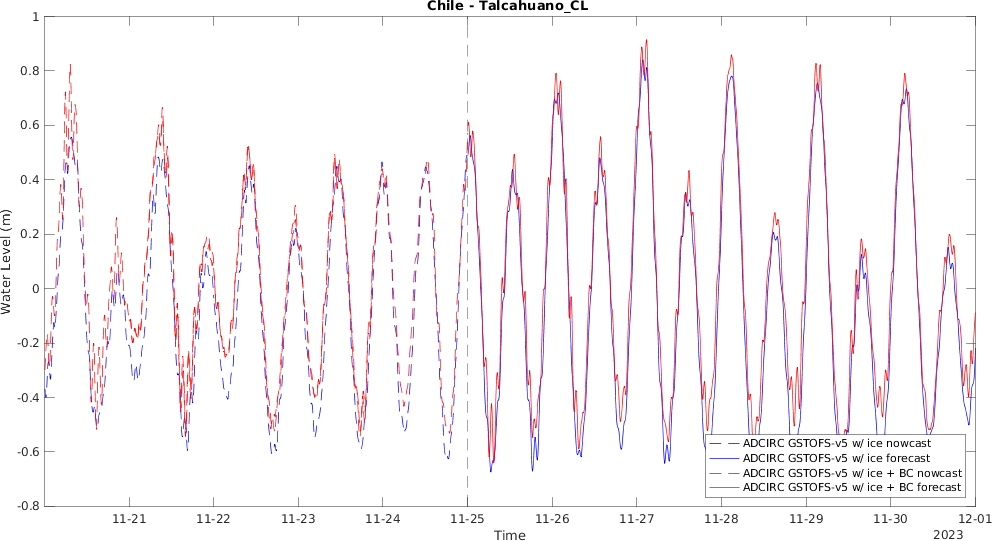 Chile - Talcahuano_CL
Water Level (m)
1
0.8
0.6
0.4
0.2
0
-0.2
-0.4
-0.6
-0.8
ADCIRC GSTOFS-v5 w/ ice nowcast
ADCIRC GSTOFS-v5 w/ ice forecast
ADCIRC GSTOFS-v5 w/ ice + BC nowcast
ADCIRC GSTOFS-v5 w/ ice + BC forecast
11-21 11-22 11-23 11-24 11-25 11-26 11-27 11-28 11-29 11-30 12-01
Time
2023